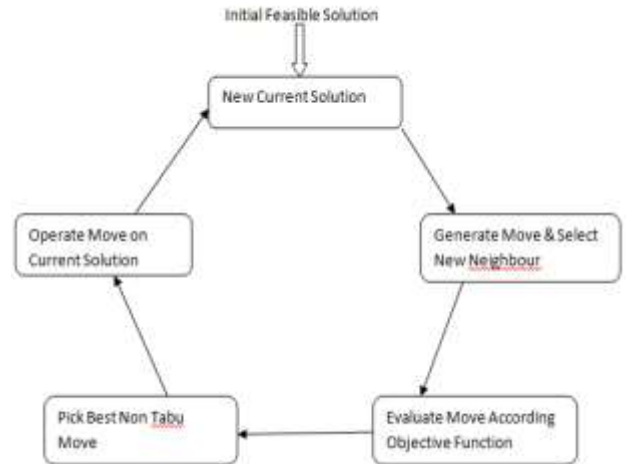 Initial Feasible Solution
New Current Solution
Generate Move & Select
New Neighbour
Evaluate Move According
Objective Function
Pick Best Non Tabu
Move
Operate Move on
Current Solution